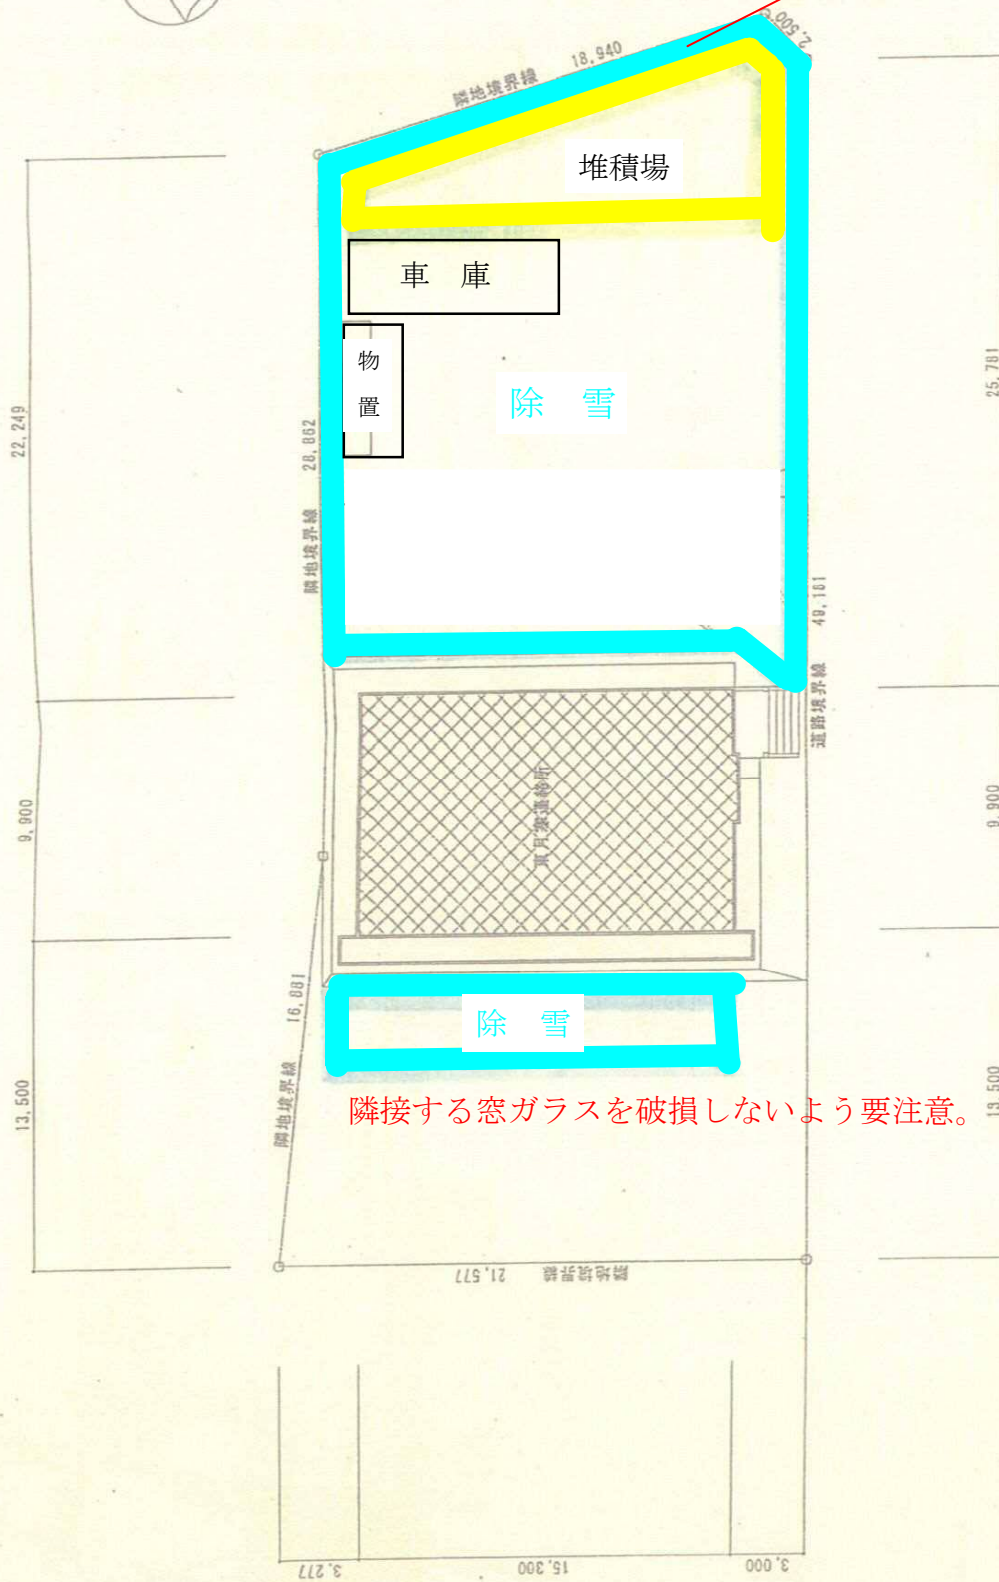 2,500
18,940
隣地境界線
堆積場
車　庫
物
置
除　雪
22,249
25,781
28,862
隣地境界線
49,161
道路境界線
9,900
9,900
16,881
隣地境界線
除　雪
13,500
13,500
隣接する窓ガラスを破損しないよう要注意。
隣地境界線
21,577
3,277
15,300
3,000